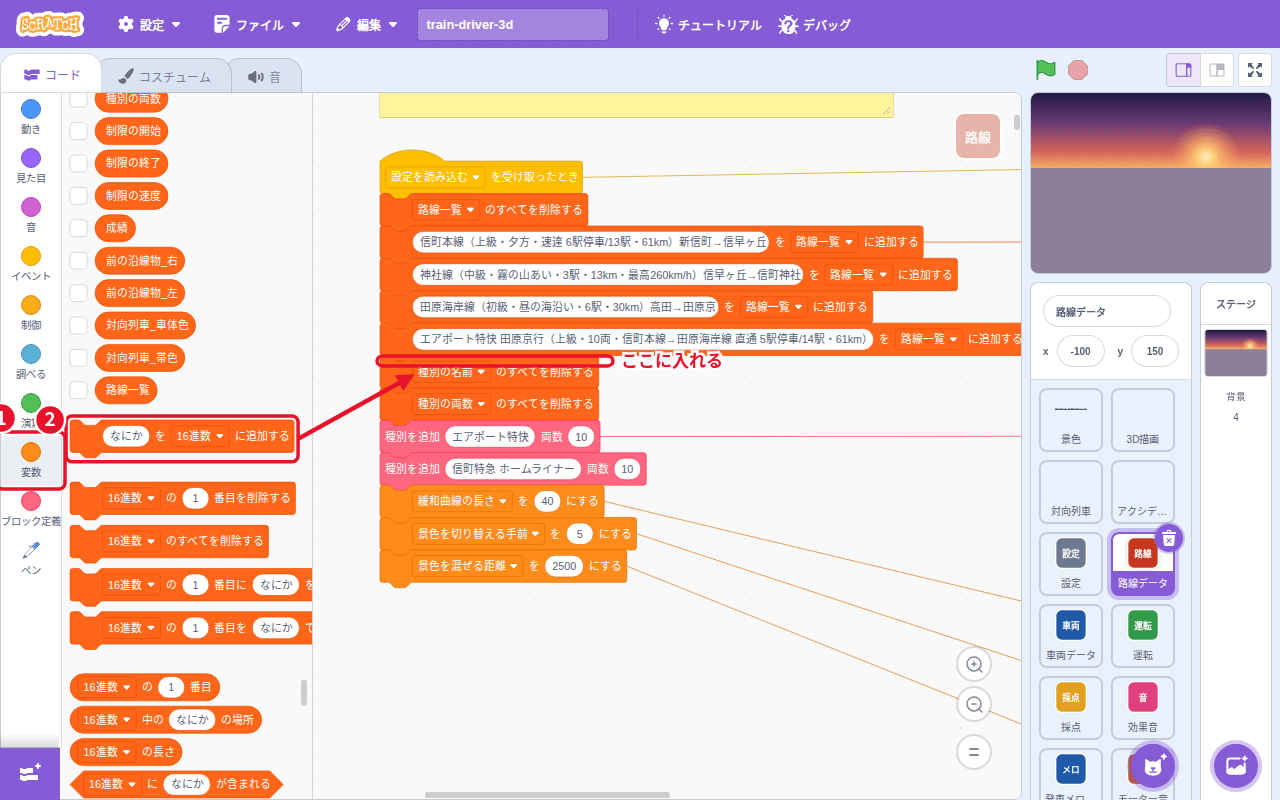 SCRATCH 設定 ファイル 編集 train-driver-3d チュートリアル デバッグ
コード コスチューム 音
動き
見た目
音
イベント
制御
調べる
変数
ブロック定義
ペン
種別の両数
制限の開始
制限の終了
制限の速度
成績
前の沿線物_右
前の沿線物_左
対向列車_車体色
対向列車_帯色
路線一覧
1 2
なにか を 16進数 に追加する
16進数 の 1 番目を削除する
16進数 のすべてを削除する
16進数 の 1 番目に なにか を
16進数 の 1 番目を なにか で
16進数 の 1 番目
16進数 中の なにか の場所
16進数 の長さ
16進数 に なにか が含まれる
路線
設定を読み込む を受け取ったとき
路線一覧 のすべてを削除する
信町本線（上級・夕方・速達 6駅停車/13駅・61km）新信町→信早ヶ丘 を 路線一覧 に追加する
神社線（中級・霧の山あい・3駅・13km・最高260km/h）信早ヶ丘→信町神社 を 路線一覧 に追加する
田原海岸線（初級・昼の海沿い・6駅・30km）高田→田原京 を 路線一覧 に追加する
エアポート特快 田原京行（上級・10両・信町本線→田原海岸線 直通 5駅停車/14駅・61km） を 路線一覧 に追加する
ここに入れる
種別の名前 のすべてを削除する
種別の両数 のすべてを削除する
種別を追加 エアポート特快 両数 10
種別を追加 信町特急 ホームライナー 両数 10
緩和曲線の長さ を 40 にする
景色を切り替える手前 を 5 にする
景色を混ぜる距離 を 2500 にする
路線データ
x -100 y 150
景色 3D描画
対向列車 アクシデ…
設定 路線
設定 路線データ
車両 運転
車両データ 運転
採点 音
採点 効果音
メロ
発車メロ… モーター音
ステージ
背景
4